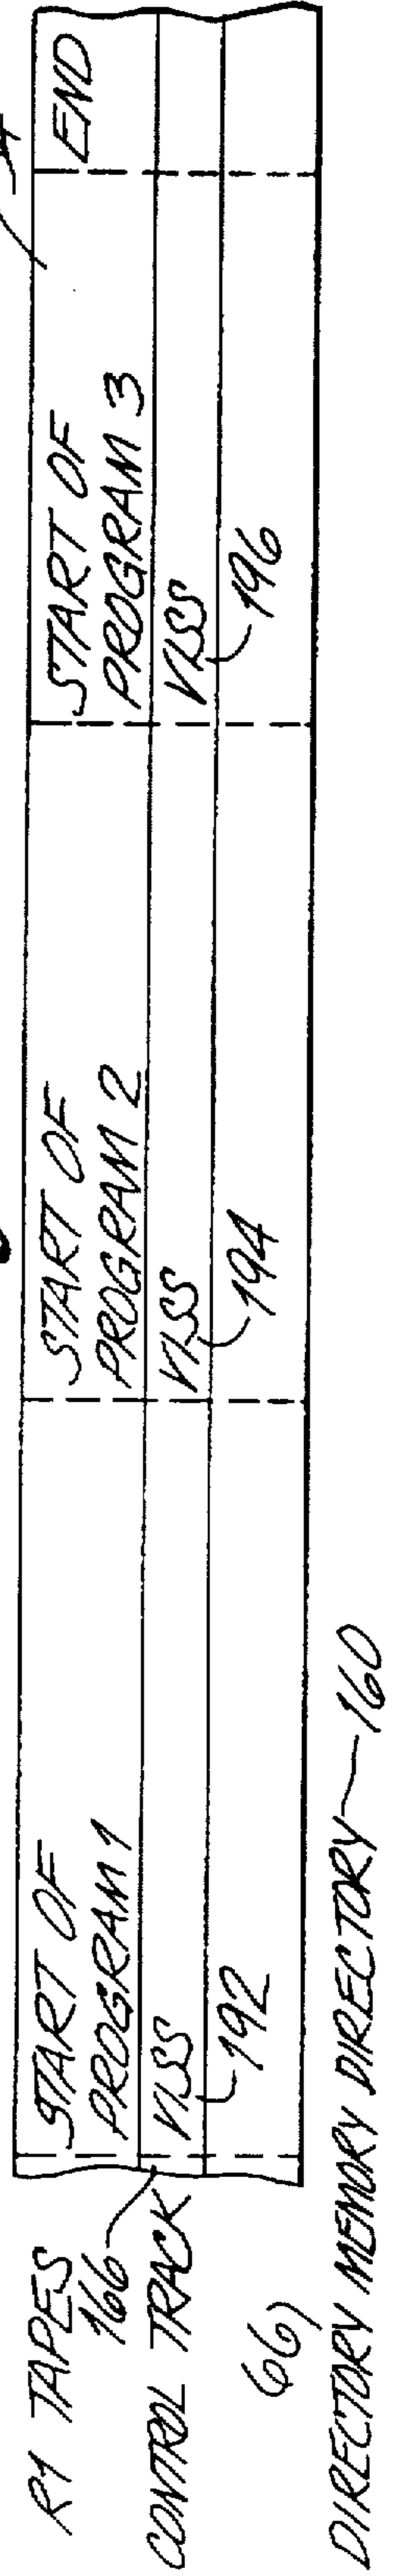 R1 TAPES
166
CONTROL TRACK
START OF
PROGRAM 1
VISS
192
START OF
PROGRAM 2
VISS
194
START OF
PROGRAM 3
VISS
196
END
66
DIRECTORY MEMORY DIRECTORY 160